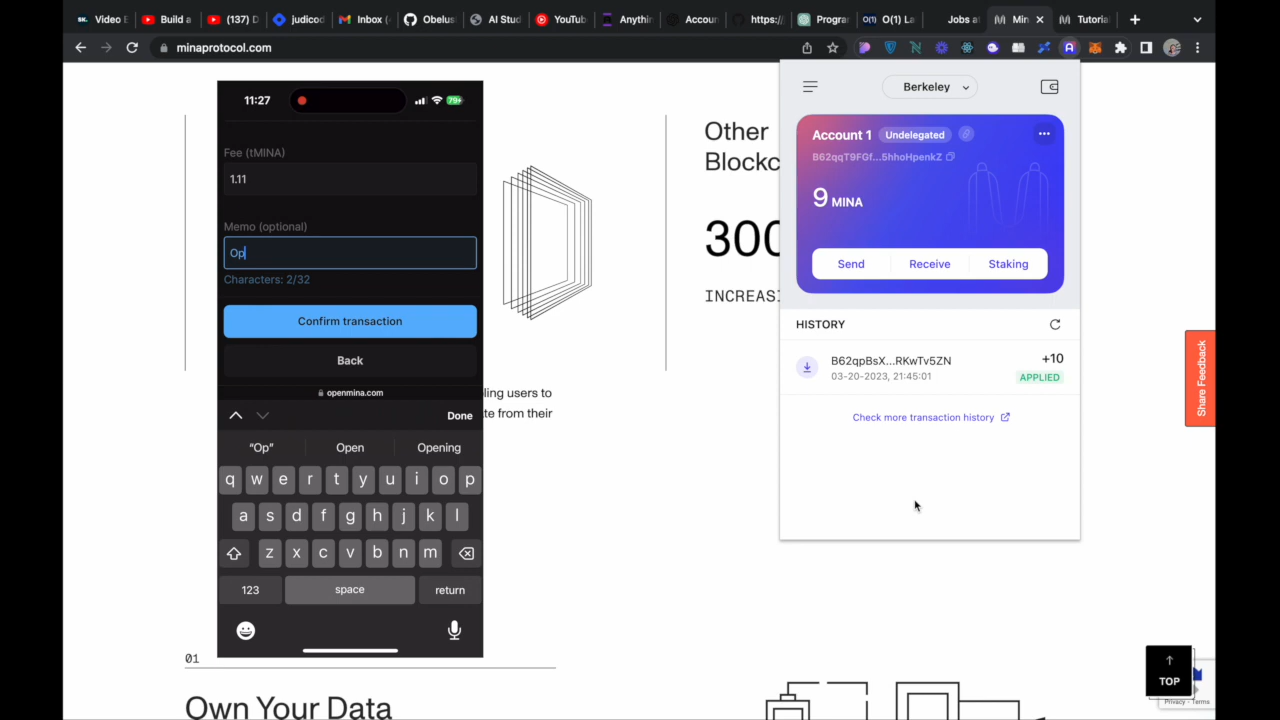 Video E
Build a
(137) D
judicod
Inbox (
Obelus
AI Stud
YouTub
Anythin
Accour
https:/
Prograr
O(1) La
Jobs at
Min
Tutorial
minaprotocol.com
11:27
79+
Fee (tMINA)
1.11
Memo (optional)
Op
Characters: 2/32
Confirm transaction
Back
openmina.com
Done
"Op"
Open
Opening
q w e r t y u i o p
a s d f g h j k l
z x c v b n m
123
space
return
ling users to
te from their
01
Own Your Data
Other
Blockc
300
INCREASI
Berkeley
Account 1
Undelegated
B62qqT9FGf...5hhoHpenkZ
9 MINA
Send
Receive
Staking
HISTORY
B62qpBsX...RKwTv5ZN
+10
03-20-2023, 21:45:01
APPLIED
Check more transaction history
Share Feedback
TOP
Privacy - Terms